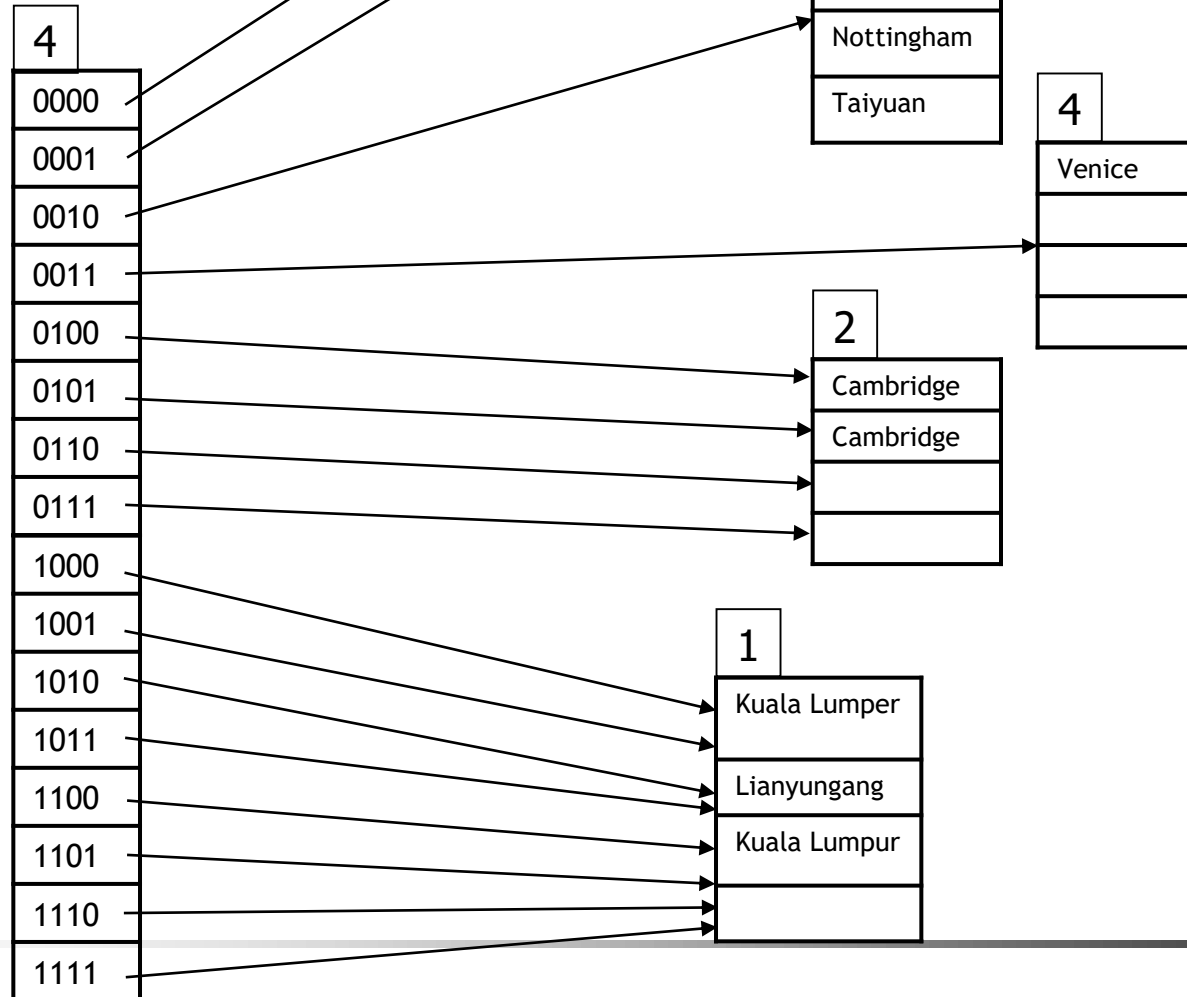 4
0000
0001
0010
0011
0100
0101
0110
0111
1000
1001
1010
1011
1100
1101
1110
1111
Nottingham
Taiyuan
4
Venice
2
Cambridge
Cambridge
1
Kuala Lumper
Lianyungang
Kuala Lumpur